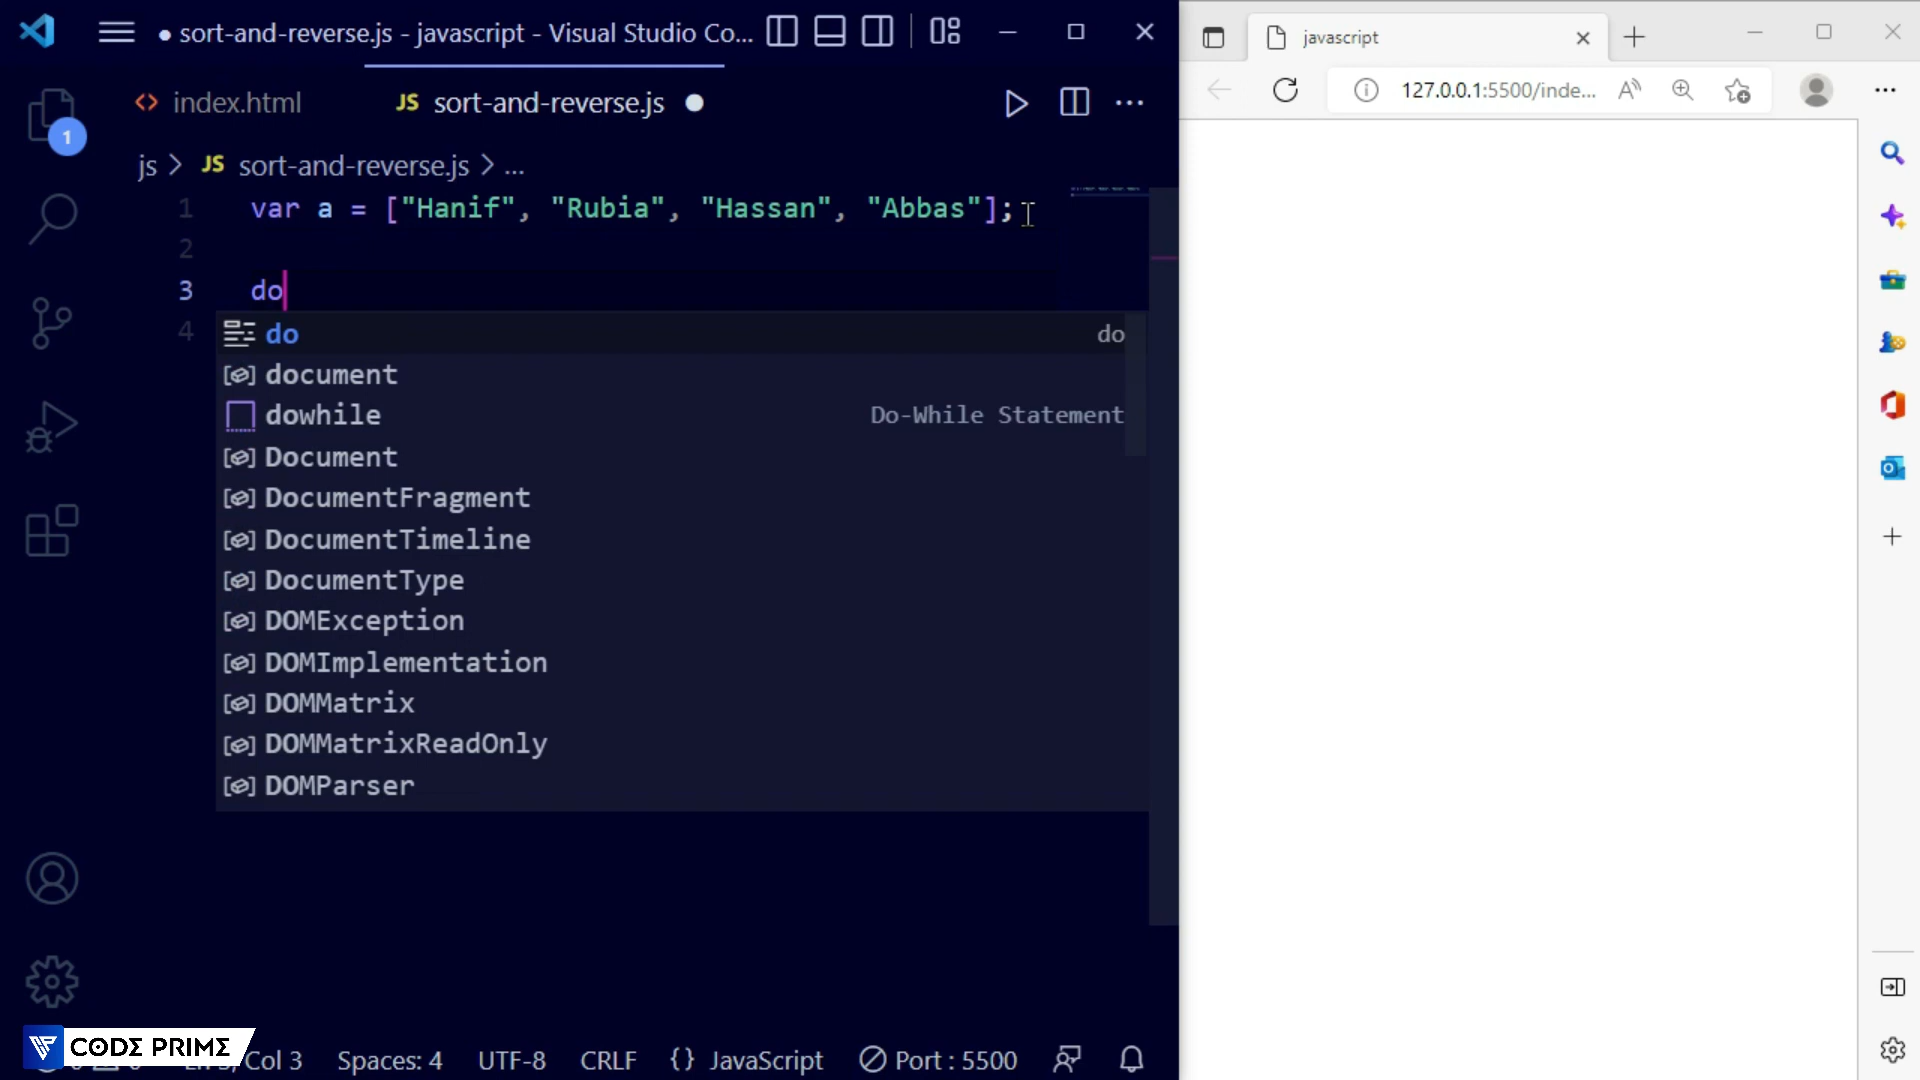 sort-and-reverse.js - javascript - Visual Studio Co...
index.html
JS sort-and-reverse.js
1
js > JS sort-and-reverse.js > ...
1 var a = ["Hanif", "Rubia", "Hassan", "Abbas"];
2
3 do
4
do do
document
dowhile Do-While Statement
Document
DocumentFragment
DocumentTimeline
DocumentType
DOMException
DOMImplementation
DOMMatrix
DOMMatrixReadOnly
DOMParser
CODΣ PRIMΣ
Col 3 Spaces: 4 UTF-8 CRLF {} JavaScript Port : 5500
javascript
127.0.0.1:5500/inde...